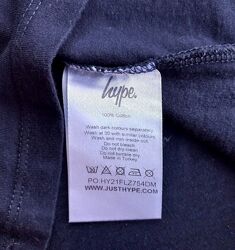 hype.
100% Cotton
Wash dark colours separately
Wash at 30 with similar colours
Wash and iron inside out
Do not bleach
Do not dry clean
Do not tumble dry
Made in Turkey
PO:HY21FLZ754DM
WWW.JUSTHYPE.COM